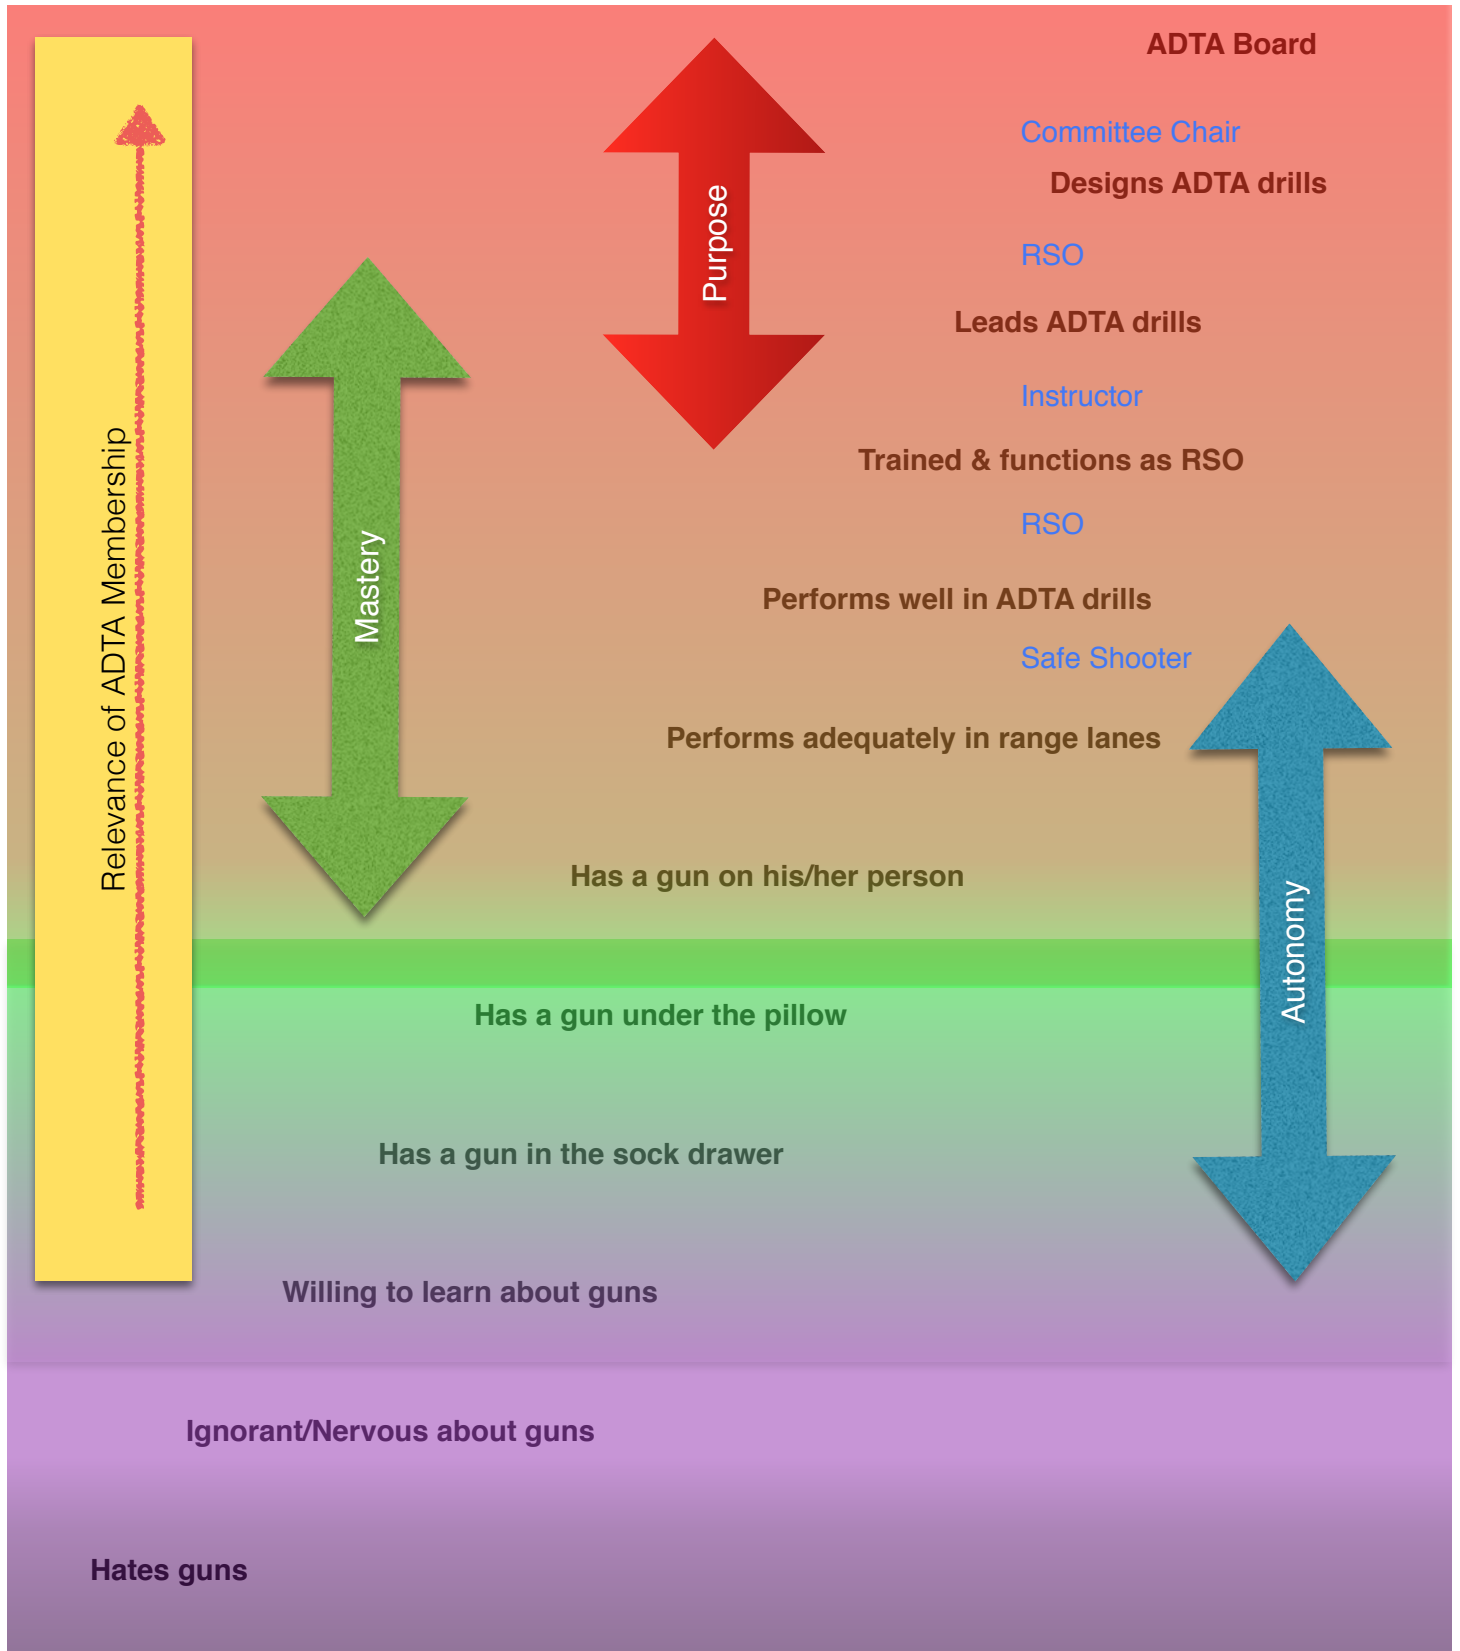 ADTA Board
Committee Chair
Designs ADTA drills
Purpose
RSO
Leads ADTA drills
Instructor
Trained & functions as RSO
RSO
Mastery
Performs well in ADTA drills
Safe Shooter
Relevance of ADTA Membership
Performs adequately in range lanes
Has a gun on his/her person
Autonomy
Has a gun under the pillow
Has a gun in the sock drawer
Willing to learn about guns
Ignorant/Nervous about guns
Hates guns